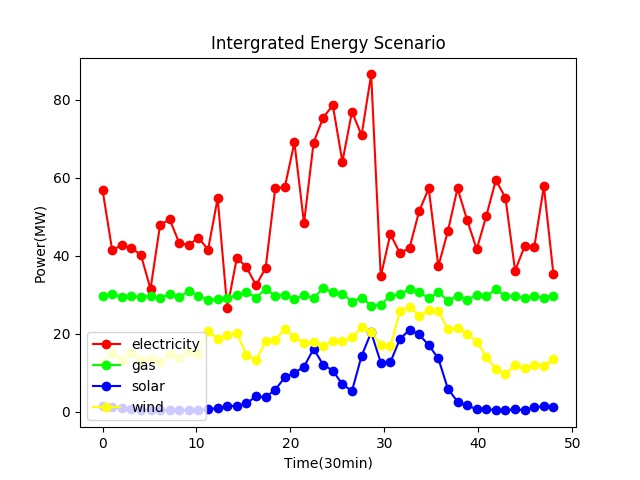 Intergrated Energy Scenario
Power(MW)
80
60
40
20
0
electricity
gas
solar
wind
0 10 20 30 40 50
Time(30min)